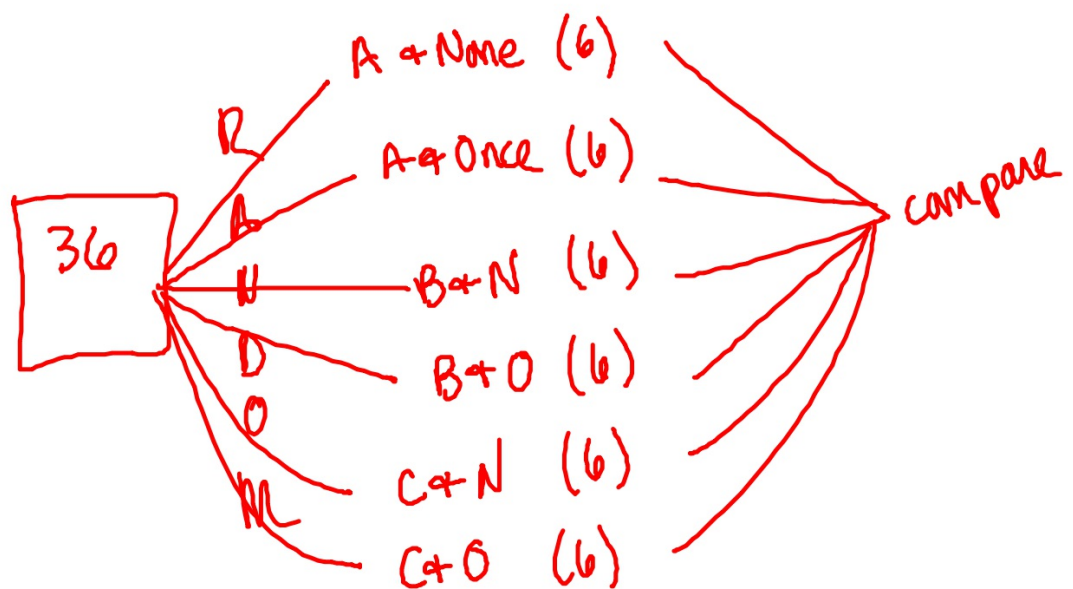 36
R
A
N
D
O
M
A + None (6)
A + Once (6)
B + N (6)
B + O (6)
C + N (6)
C + O (6)
compare